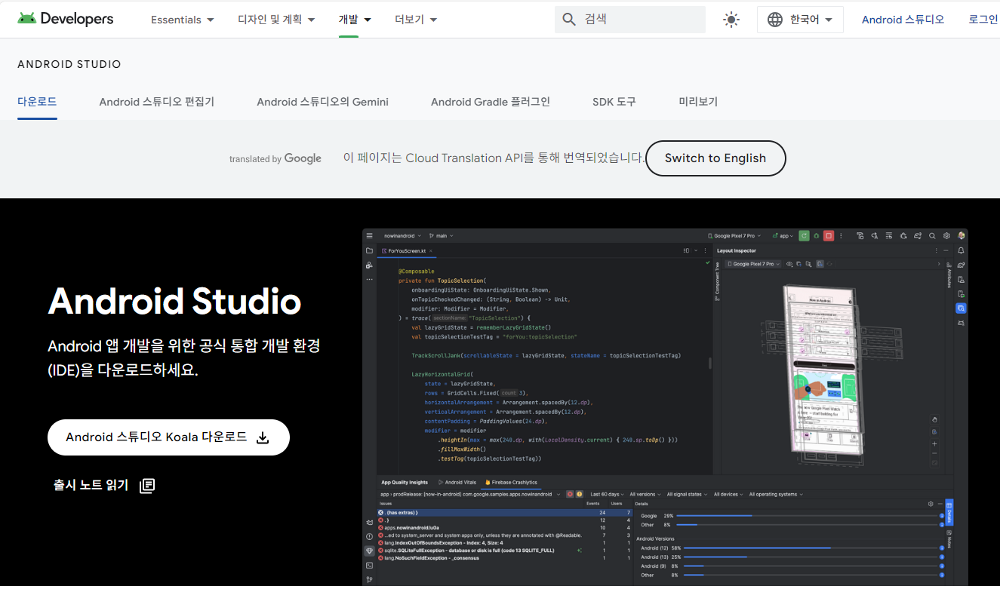 Developers
Essentials
디자인 및 계획
개발
더보기
검색
한국어
Android 스튜디오
로그인
ANDROID STUDIO
다운로드
Android 스튜디오 편집기
Android 스튜디오의 Gemini
Android Gradle 플러그인
SDK 도구
미리보기
translated by Google
이 페이지는 Cloud Translation API를 통해 번역되었습니다.
Switch to English
Android Studio
Android 앱 개발을 위한 공식 통합 개발 환경
(IDE)을 다운로드하세요.
Android 스튜디오 Koala 다운로드
출시 노트 읽기
nowinandroid
main
Google Pixel 7 Pro
app
ForYouScreen.kt
@Composable
private fun TopicSelection(
onboardingUiState: OnboardingUiState.Shown,
onTopicCheckedChanged: (String, Boolean) -> Unit,
modifier: Modifier = Modifier,
) = trace( sectionName: "TopicSelection") {
val lazyGridState = rememberLazyGridState()
val topicSelectionTestTag = "forYou:topicSelection"
TrackScrollJank(scrollableState = lazyGridState, stateName = topicSelectionTestTag)
LazyHorizontalGrid(
state = lazyGridState,
rows = GridCells.Fixed( count: 3),
horizontalArrangement = Arrangement.spacedBy(12.dp),
verticalArrangement = Arrangement.spacedBy(12.dp),
contentPadding = PaddingValues(24.dp),
modifier = modifier
.heightIn(max = max(240.dp, with(LocalDensity.current) { 240.sp.toDp() }))
.fillMaxWidth()
.testTag(topicSelectionTestTag))
Layout Inspector
Google Pixel 7 Pro
Component Tree
Attributes
App Quality Insights
Android Vitals
Firebase Crashlytics
app › prodRelease: [now-in-android] com.google.samples.apps.nowinandroid
Last 60 days
All versions
All signal states
All devices
All operating systems
Issues
Events
Users
. (has extras) }
24
7
. }
12
4
apps.nowinandroid/u0a
10
4
...ed to system_server and system apps only, unless they are annotated with @Readable.
7
3
lang.IndexOutOfBoundsException - Index: 4, Size: 4
1
1
sqlite.SQLiteFullException - database or disk is full (code 13 SQLITE_FULL)
1
1
lang.NoSuchFieldException - _consensus
1
1
Details
Google 29%
Other 8%
Android Versions
Android (12) 58%
Android (13) 25%
Android (9) 8%
Other 8%
Details
Notes